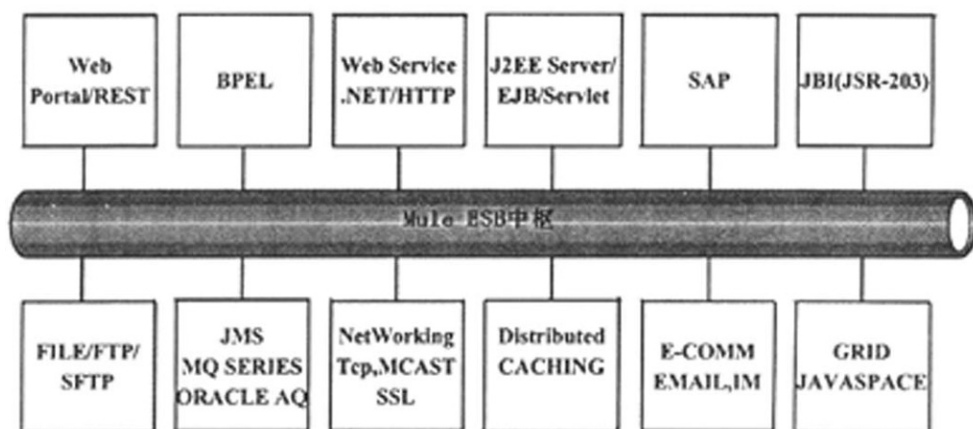 Web
Portal/REST
BPEL
Web Service
.NET/HTTP
J2EE Server/
EJB/Servlet
SAP
JBI(JSR-203)
Mule ESB中枢
FILE/FTP/
SFTP
JMS
MQ SERIES
ORACLE AQ
NetWorking
Tcp,MCAST
SSL
Distributed
CACHING
E-COMM
EMAIL,IM
GRID
JAVASPACE